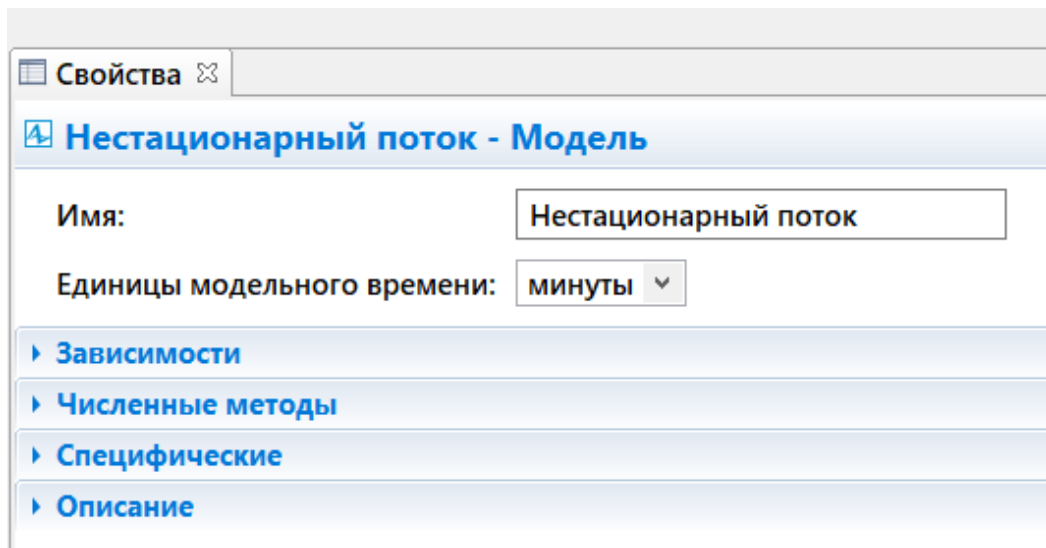 Свойства
Нестационарный поток - Модель
Имя: Нестационарный поток
Единицы модельного времени: минуты
Зависимости
Численные методы
Специфические
Описание